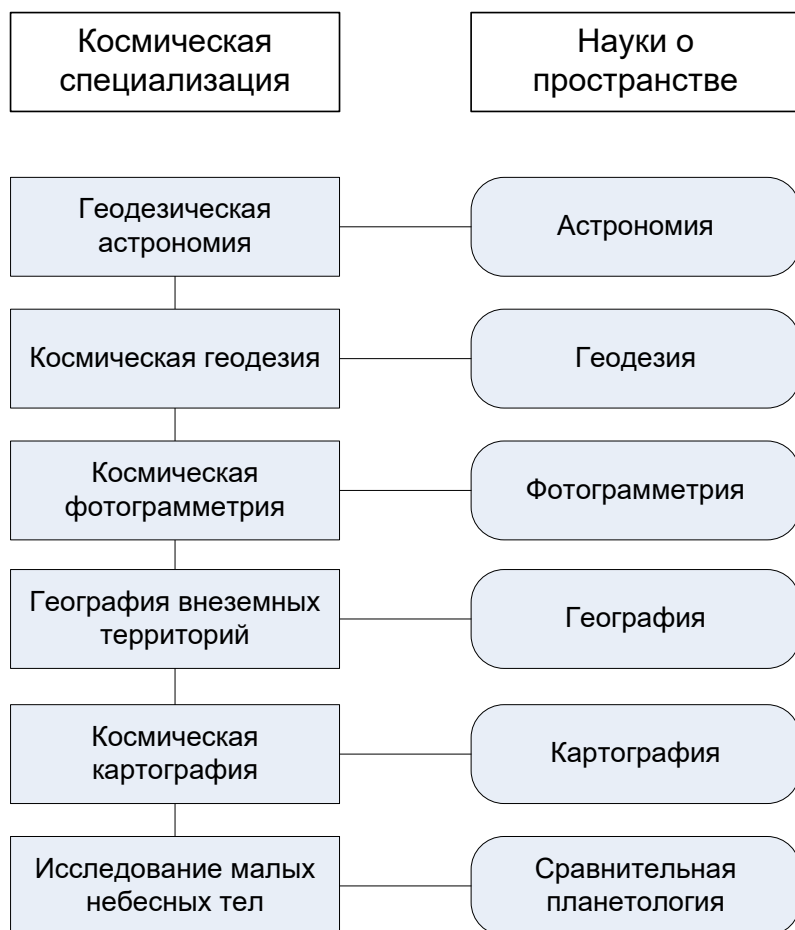 Космическая
специализация
Науки о
пространстве
Геодезическая
астрономия
Астрономия
Космическая геодезия
Геодезия
Космическая
фотограмметрия
Фотограмметрия
География внеземных
территорий
География
Космическая
картография
Картография
Исследование малых
небесных тел
Сравнительная
планетология